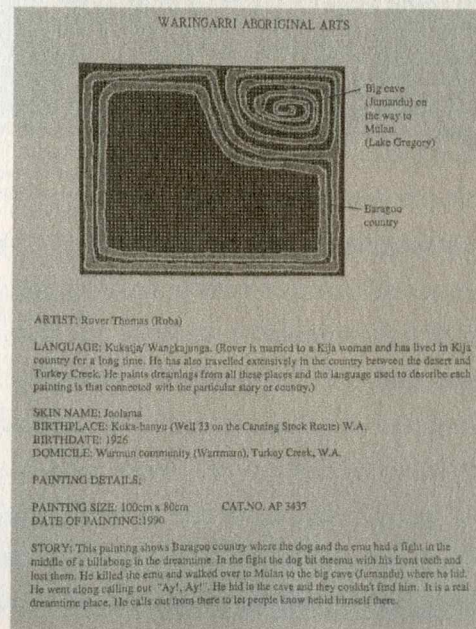 WARINGARRI ABORIGINAL ARTS
Big cave
(Jumandu) on
the way to
Mulan
(Lake Gregory)
Baragoo
country
ARTIST: Rover Thomas (Roba)
LANGUAGE: Kukatja/ Wangkajunga. (Rover is married to a Kija woman and has lived in Kija
country for a long time. He has also travelled extensively in the country between the desert and
Turkey Creek. He paints dreamings from all these places and the language used to describe each
painting is that connected with the particular story or country.)
SKIN NAME: Joolama
BIRTHPLACE: Kuka-banyu (Well 33 on the Canning Stock Route) W.A.
BIRTHDATE: 1926
DOMICILE: Warmun community (Warrmarn), Turkey Creek, W.A.
PAINTING DETAILS:
PAINTING SIZE: 100cm x 80cm CAT.NO. AP 3437
DATE OF PAINTING:1990
STORY: This painting shows Baragoo country where the dog and the emu had a fight in the
middle of a billabong in the dreamtime. In the fight the dog bit theemu with his front teeth and
lost them. He killed the emu and walked over to Mulan to the big cave (Jumandu) where he hid.
He went along calling out "Ay!, Ay!". He hid in the cave and they couldn't find him. It is a real
dreamtime place. He calls out from there to let people know hehid himself there.